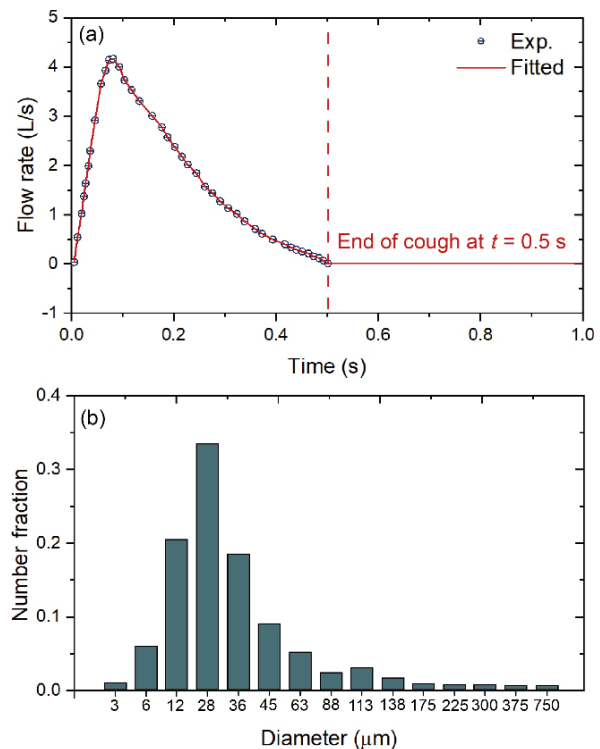 (a)
Exp.
Fitted
5
4
3
2
1
0
-1
Flow rate (L/s)
End of cough at t = 0.5 s
0.0 0.2 0.4 0.6 0.8 1.0
Time (s)
(b)
0.4
0.3
0.2
0.1
0.0
Number fraction
3 6 12 28 36 45 63 88 113 138 175 225 300 375 750
Diameter (μm)